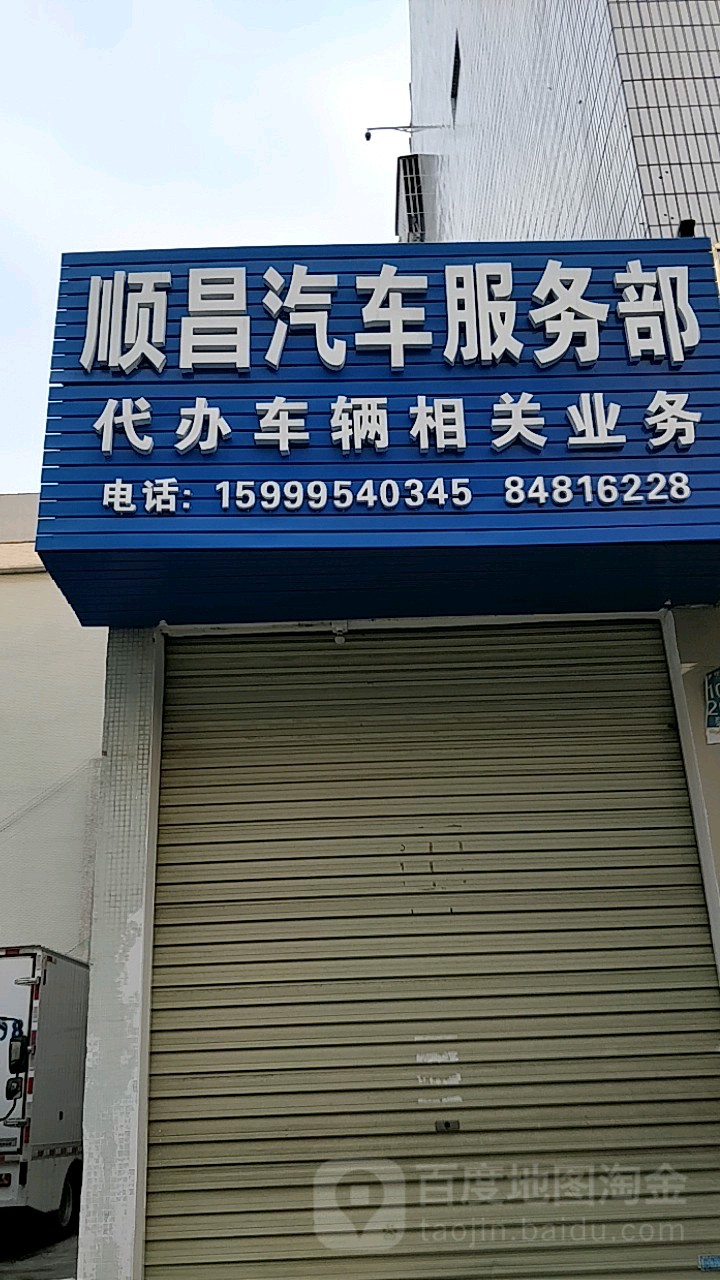 顺昌汽车服务部
代办车辆相关业务
电话: 15999540345 84816228
百度地图淘金
taojin.baidu.com